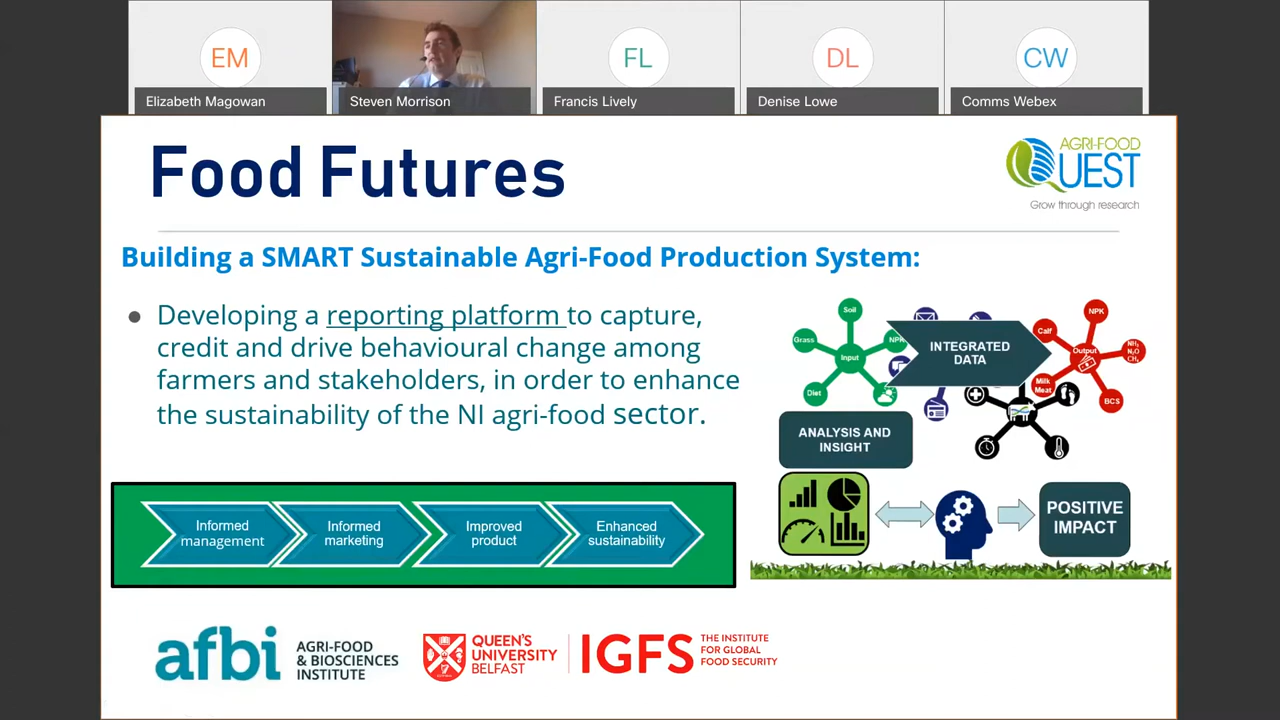 EM
FL
DL
CW
Elizabeth Magowan
Steven Morrison
Francis Lively
Denise Lowe
Comms Webex
Food Futures
AGRI-FOOD
QUEST
Grow through research
Building a SMART Sustainable Agri-Food Production System:
Developing a reporting platform to capture,
credit and drive behavioural change among
farmers and stakeholders, in order to enhance
the sustainability of the NI agri-food sector.
Soil
Grass
NPK
Input
Diet
INTEGRATED
DATA
NPK
Calf
Output
NH3
N2O
CH4
Milk
Meat
BCS
ANALYSIS AND
INSIGHT
POSITIVE
IMPACT
Informed
management
Informed
marketing
Improved
product
Enhanced
sustainability
afbi
AGRI-FOOD
& BIOSCIENCES
INSTITUTE
QUEEN'S
UNIVERSITY
BELFAST
IGFS
THE INSTITUTE
FOR GLOBAL
FOOD SECURITY